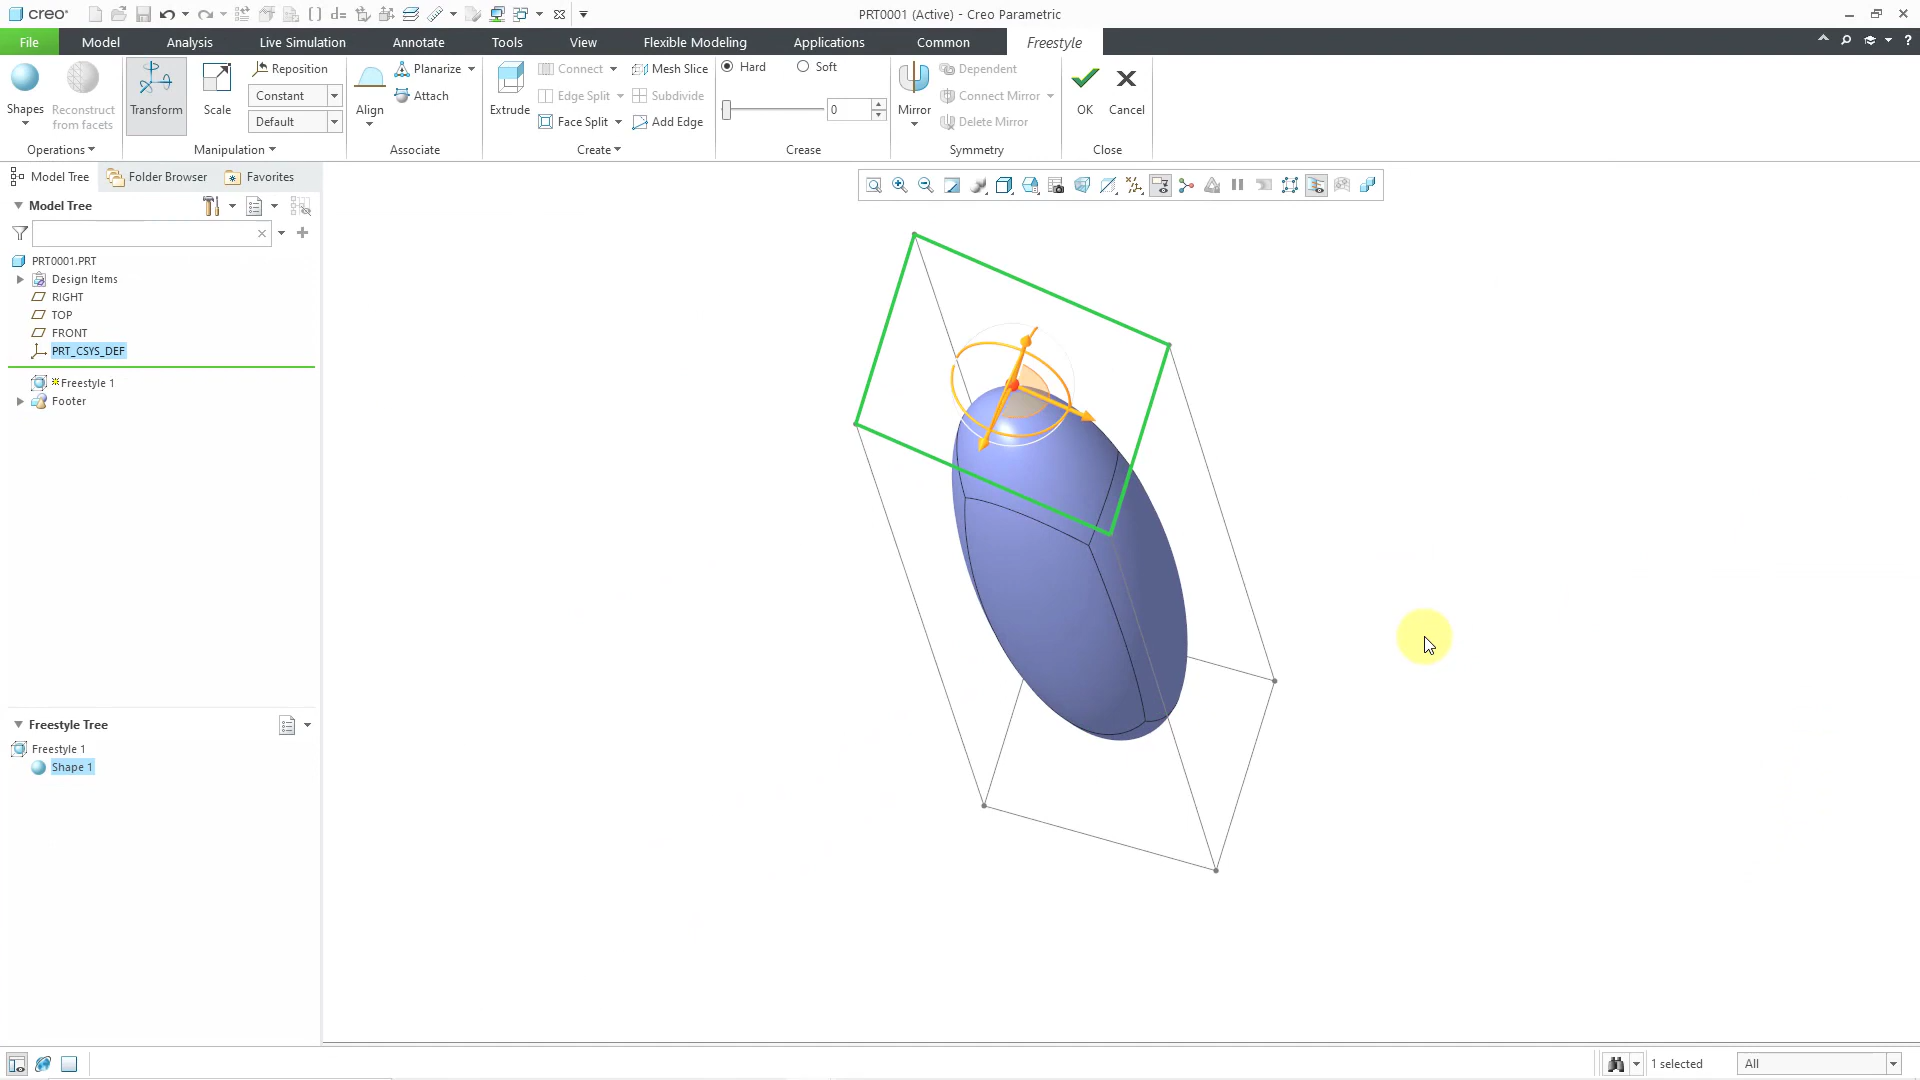 creo
PRT0001 (Active) - Creo Parametric
File
Model
Analysis
Live Simulation
Annotate
Tools
View
Flexible Modeling
Applications
Common
Freestyle
Shapes
Reconstruct from facets
Operations
Transform
Scale
Reposition
Constant
Default
Manipulation
Align
Planarize
Attach
Associate
Extrude
Connect
Mesh Slice
Edge Split
Subdivide
Face Split
Add Edge
Create
Hard
Soft
0
Crease
Mirror
Dependent
Connect Mirror
Delete Mirror
Symmetry
OK
Cancel
Close
Model Tree
Folder Browser
Favorites
Model Tree
PRT0001.PRT
Design Items
RIGHT
TOP
FRONT
PRT_CSYS_DEF
Freestyle 1
Footer
Freestyle Tree
Freestyle 1
Shape 1
1 selected
All